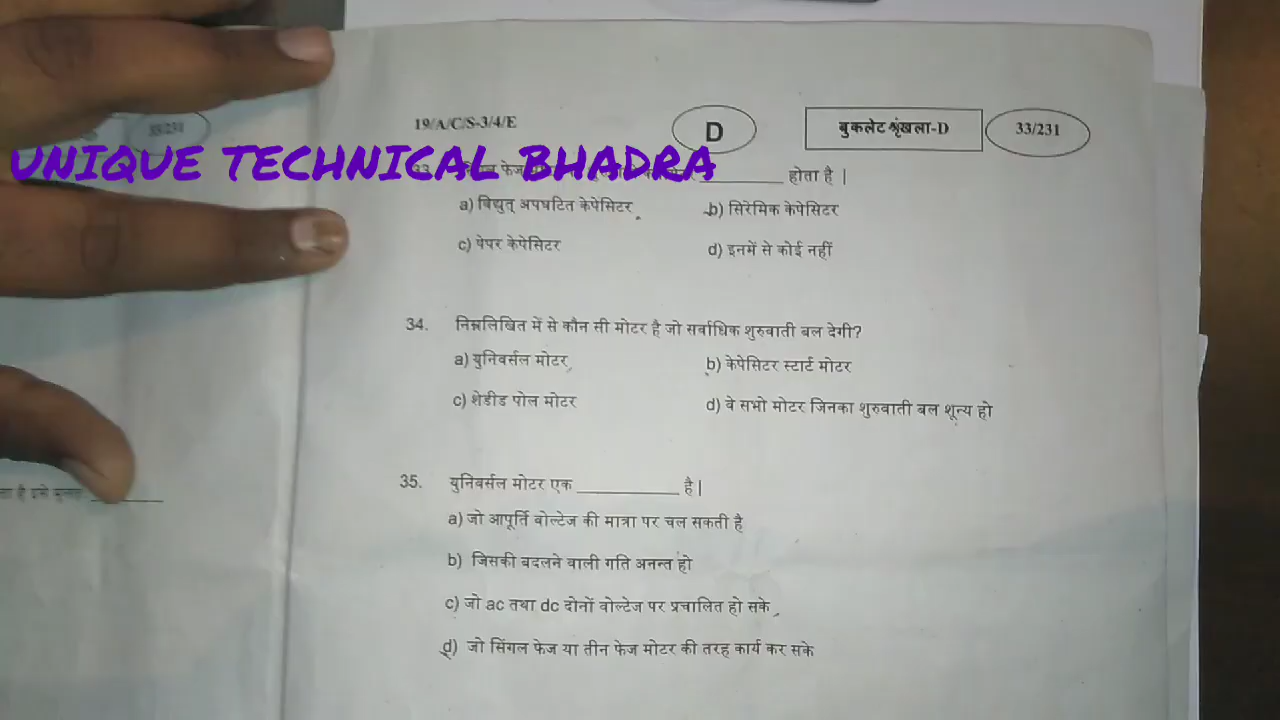 33/231
19/A/C/S-3/4/E
D
बुकलेट श्रृंखला-D
33/231
UNIQUE TECHNICAL BHADRA
33. फेज होता है |
a) विद्युत् अपघटित केपेसिटर b) सिरेमिक केपेसिटर
c) पेपर केपेसिटर d) इनमें से कोई नहीं
34. निम्नलिखित में से कौन सी मोटर है जो सर्वाधिक शुरुवाती बल देगी?
a) युनिवर्सल मोटर b) केपेसिटर स्टार्ट मोटर
c) शेडीड पोल मोटर d) वे सभी मोटर जिनका शुरुवाती बल शून्य हो
35. युनिवर्सल मोटर एक ____________ है |
a) जो आपूर्ति वोल्टेज की मात्रा पर चल सकती है
b) जिसकी बदलने वाली गति अनन्त हो
c) जो ac तथा dc दोनों वोल्टेज पर प्रचालित हो सके
d) जो सिंगल फेज या तीन फेज मोटर की तरह कार्य कर सके